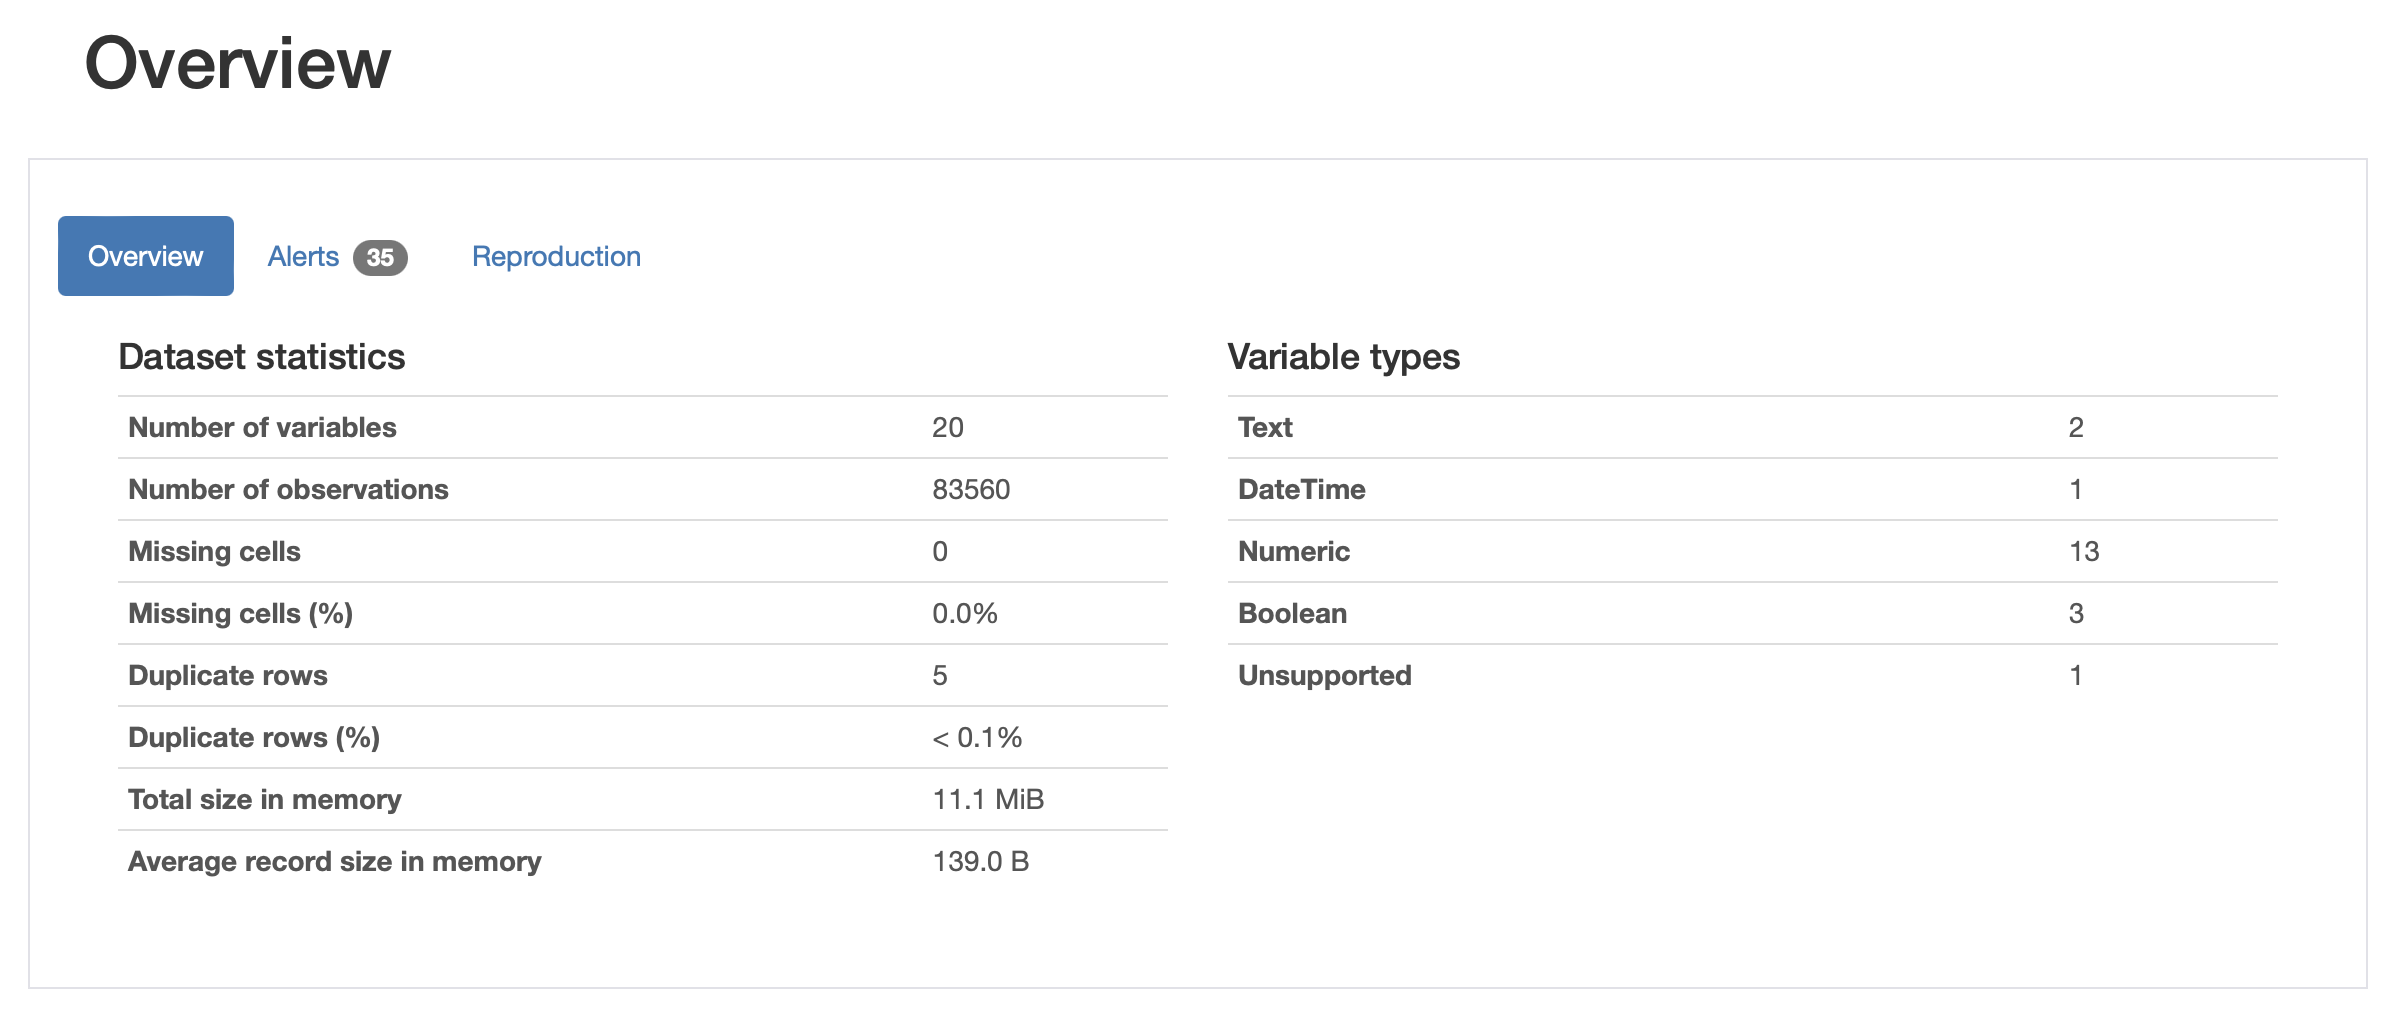 Overview
Overview Alerts 35 Reproduction
Dataset statistics
Number of variables 20
Number of observations 83560
Missing cells 0
Missing cells (%) 0.0%
Duplicate rows 5
Duplicate rows (%) < 0.1%
Total size in memory 11.1 MiB
Average record size in memory 139.0 B
Variable types
Text 2
DateTime 1
Numeric 13
Boolean 3
Unsupported 1